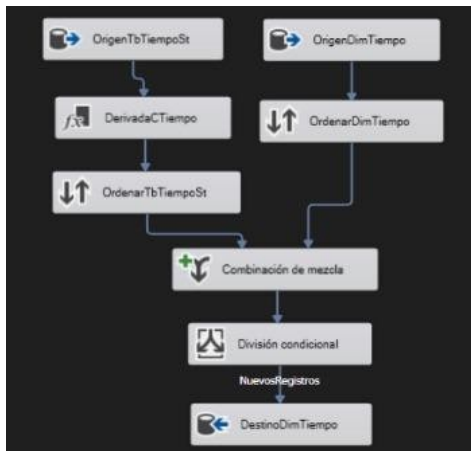 OrigenTbTiempoSt
OrigenDimTiempo
DerivadaCTiempo
OrdenarDimTiempo
OrdenarTbTiempoSt
Combinación de mezcla
División condicional
NuevosRegistros
DestinoDimTiempo